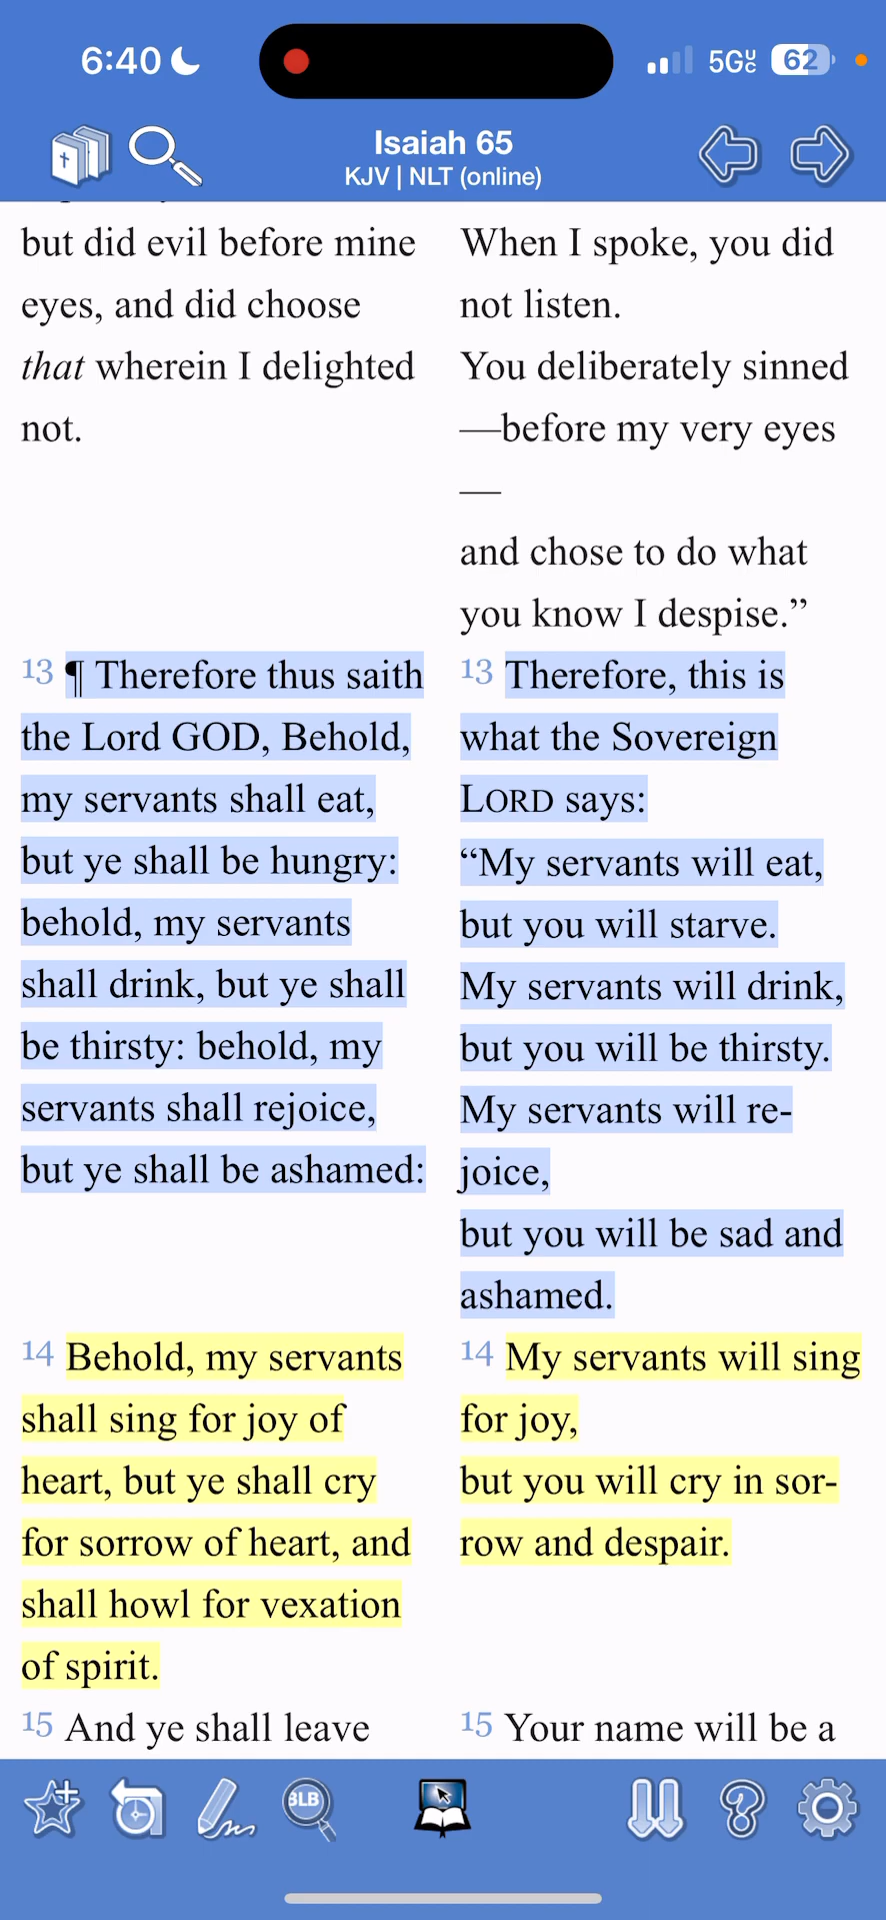 6:40
5G
62
Isaiah 65
KJV | NLT (online)
but did evil before mine
eyes, and did choose
that wherein I delighted
not.
When I spoke, you did
not listen.
You deliberately sinned
—before my very eyes
—
and chose to do what
you know I despise.”
13 ¶ Therefore thus saith
the Lord GOD, Behold,
my servants shall eat,
but ye shall be hungry:
behold, my servants
shall drink, but ye shall
be thirsty: behold, my
servants shall rejoice,
but ye shall be ashamed:
13 Therefore, this is
what the Sovereign
LORD says:
“My servants will eat,
but you will starve.
My servants will drink,
but you will be thirsty.
My servants will re-
joice,
but you will be sad and
ashamed.
14 Behold, my servants
shall sing for joy of
heart, but ye shall cry
for sorrow of heart, and
shall howl for vexation
of spirit.
14 My servants will sing
for joy,
but you will cry in sor-
row and despair.
15 And ye shall leave
15 Your name will be a
BLB